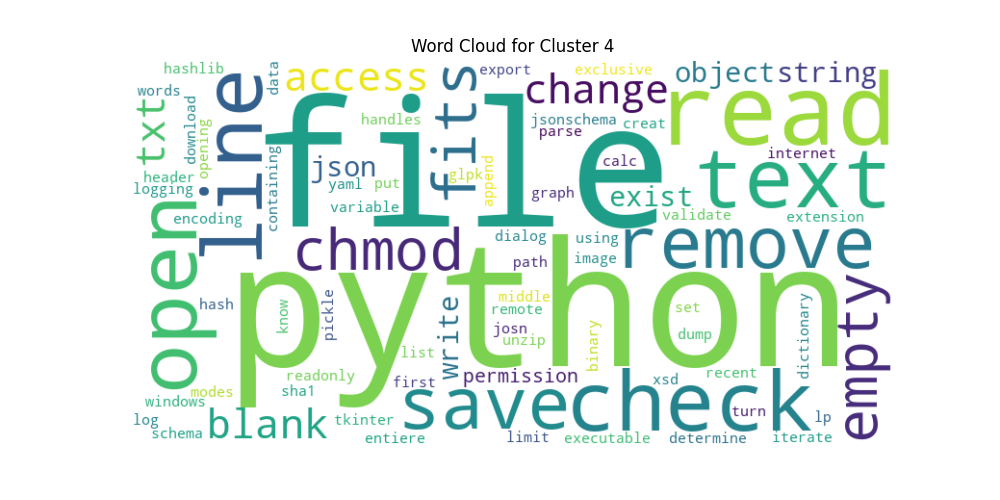 Word Cloud for Cluster 4
hashlib
data
access
export
exclusive
object
string
words
txt
download
opening
line
file
fits
change
read
handles
jsonschema
creat
parse
json
calc
internet
text
header
logging
containing
yaml
put
glpk
append
graph
exist
variable
encoding
validate
extension
open
chmod
dialog
using
remove
path
image
python
empty
hash
know
pickle
middle
remote
set
write
josn
unzip
binary
dump
dictionary
list
readonly
first
permission
xsd
recent
modes
sha1
windows
save
check
turn
lp
log
blank
tkinter
schema
entiere
limit
executable
determine
iterate